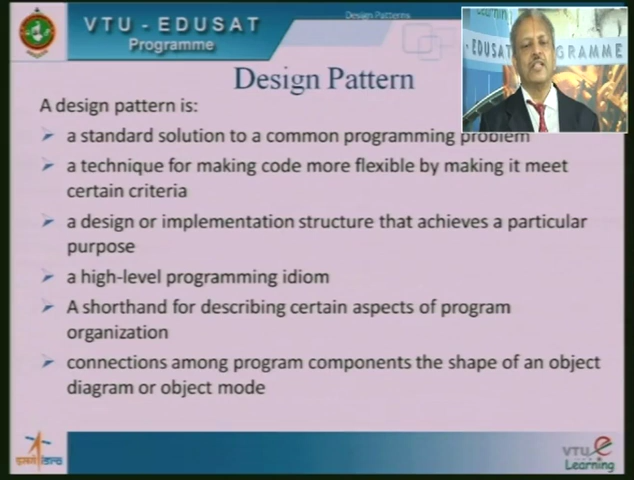 Design Patterns
VTU - EDUSAT
Programme
- EDUSAT
PROGRAMME
Design Pattern
A design pattern is:
➤ a standard solution to a common programming problem
➤ a technique for making code more flexible by making it meet
certain criteria
➤ a design or implementation structure that achieves a particular
purpose
➤ a high-level programming idiom
➤ A shorthand for describing certain aspects of program
organization
➤ connections among program components the shape of an object
diagram or object mode
VTU e
Learning